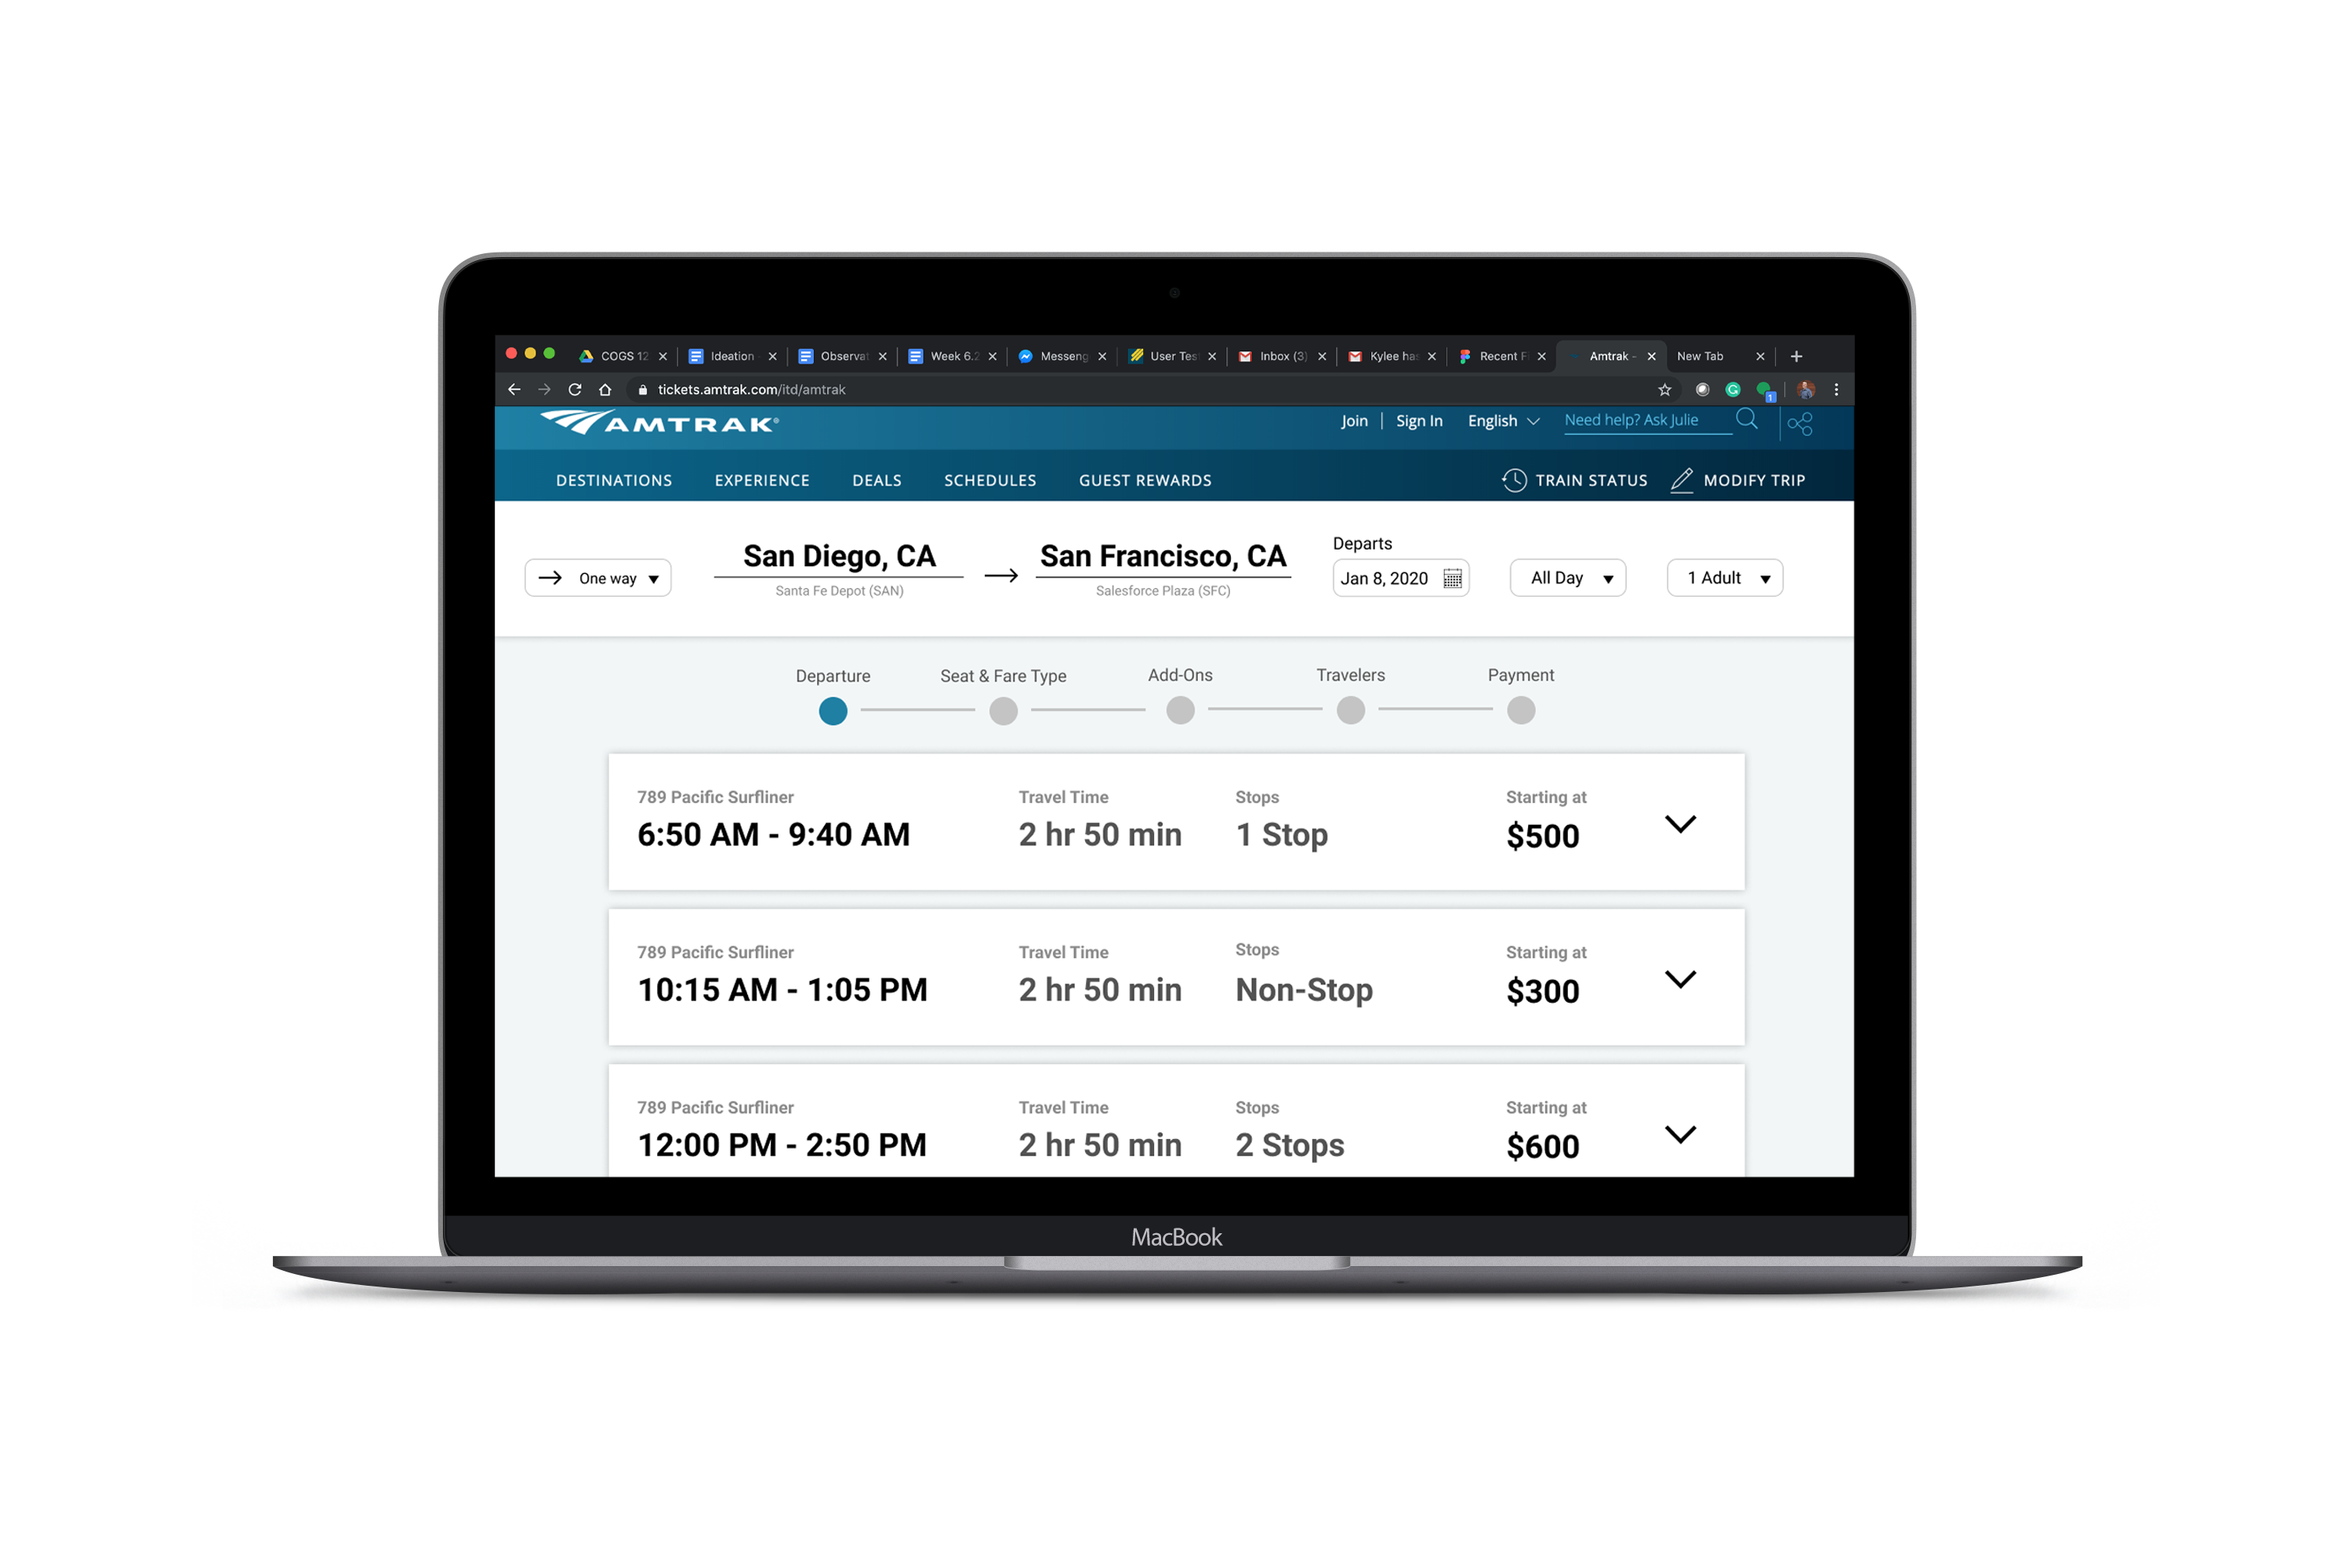 COGS 12
Ideation
Observat
Week 6.2
Messeng
User Tes
Inbox (3)
Kylee ha
Recent Fi
Amtrak -
New Tab
tickets.amtrak.com/itd/amtrak
1
AMTRAK®
Join | Sign In English Need help? Ask Julie
DESTINATIONS EXPERIENCE DEALS SCHEDULES GUEST REWARDS TRAIN STATUS MODIFY TRIP
One way
San Diego, CA
Santa Fe Depot (SAN)
San Francisco, CA
Salesforce Plaza (SFC)
Departs
Jan 8, 2020
All Day
1 Adult
Departure Seat & Fare Type Add-Ons Travelers Payment
789 Pacific Surfliner Travel Time Stops Starting at
6:50 AM - 9:40 AM 2 hr 50 min 1 Stop $500
789 Pacific Surfliner Travel Time Stops Starting at
10:15 AM - 1:05 PM 2 hr 50 min Non-Stop $300
789 Pacific Surfliner Travel Time Stops Starting at
12:00 PM - 2:50 PM 2 hr 50 min 2 Stops $600
MacBook